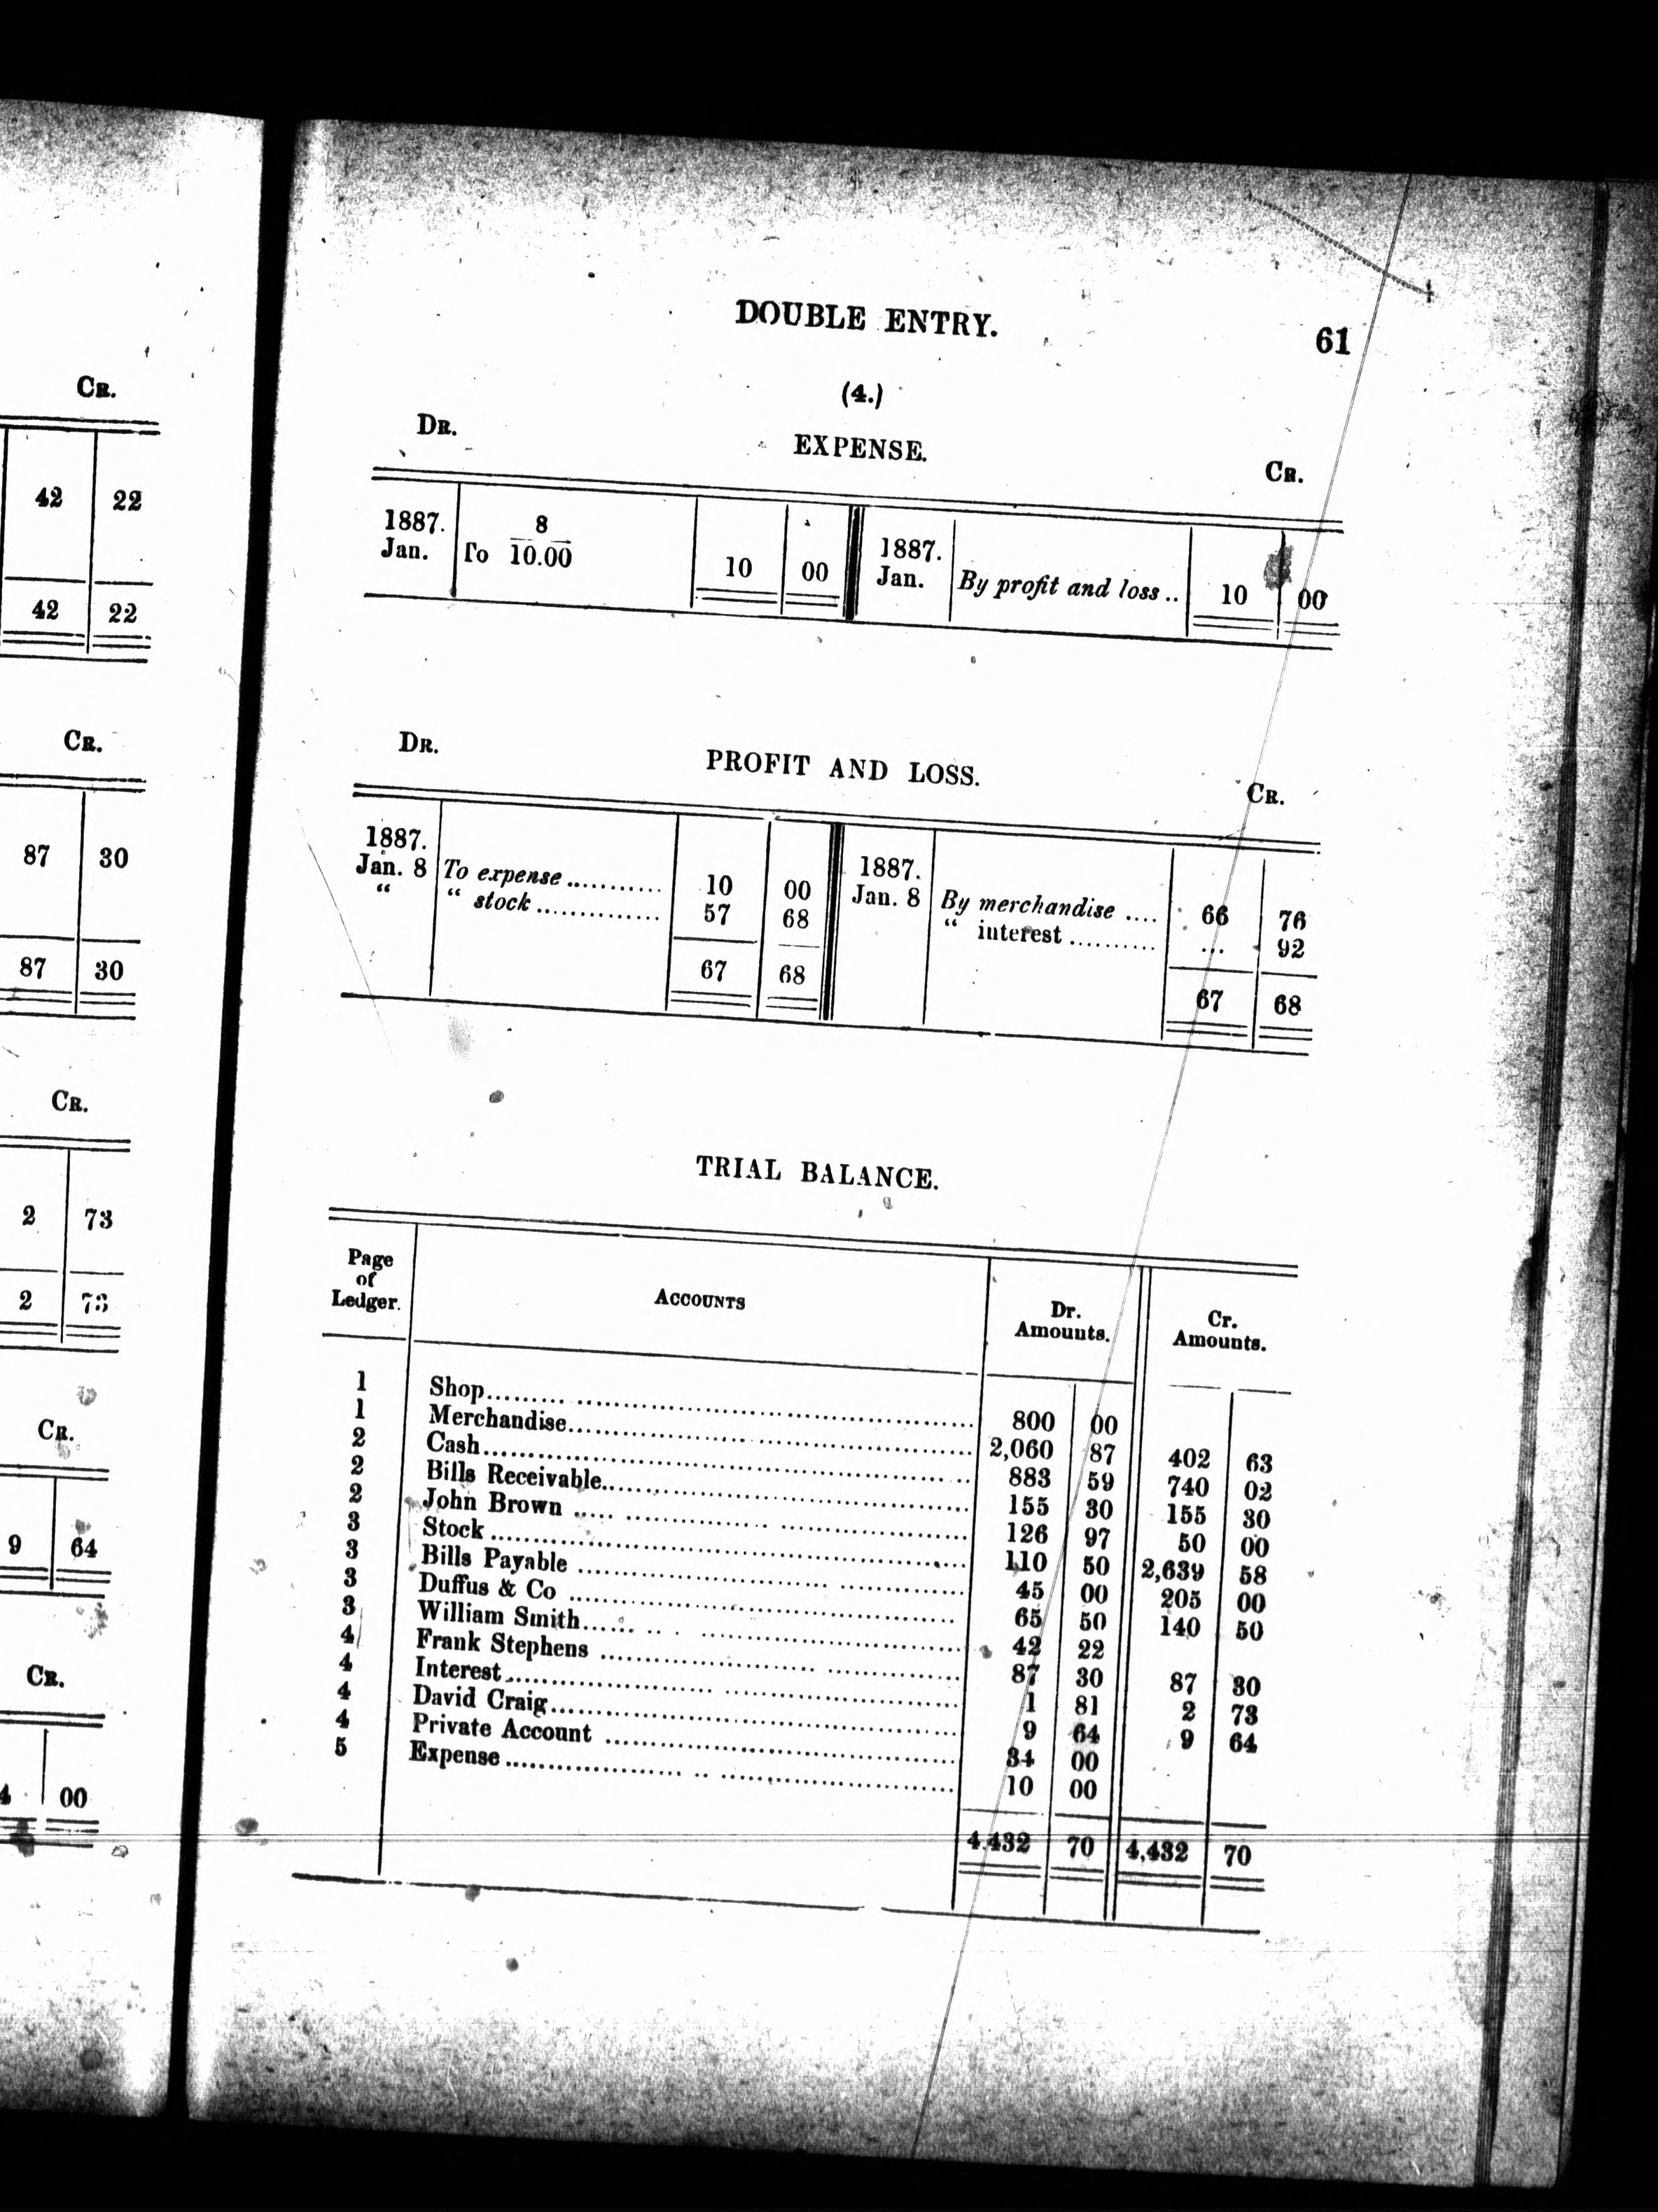 CR.
42 22
42 22
CR.
87 30
87 30
CR.
2 73
2 73
CR.
9 64
CR.
00
DOUBLE ENTRY.
61
(4.)
DR. EXPENSE. CR.
1887. 8 1887.
Jan. To 10.00 10 00 Jan. By profit and loss .. 10 00
DR. PROFIT AND LOSS. CR.
1887. 1887.
Jan. 8 To expense ........... 10 00 Jan. 8 By merchandise .... 66 76
“ “ stock .............. 57 68 “ interest .......... ... 92
67 68 67 68
TRIAL BALANCE.
Page of Ledger. ACCOUNTS Dr. Amounts. Cr. Amounts.
1 Shop 800 00
1 Merchandise 2,060 87 402 63
2 Cash 883 59 740 02
2 Bills Receivable 155 30 155 30
2 John Brown 126 97 50 00
3 Stock 110 50 2,639 58
3 Bills Payable 45 00 205 00
3 Duffus & Co 65 50 140 50
3 William Smith 42 22
4 Frank Stephens 87 30 87 30
4 Interest 1 81 2 73
4 David Craig 9 64 9 64
4 Private Account 34 00
5 Expense 10 00
4,432 70 4,432 70